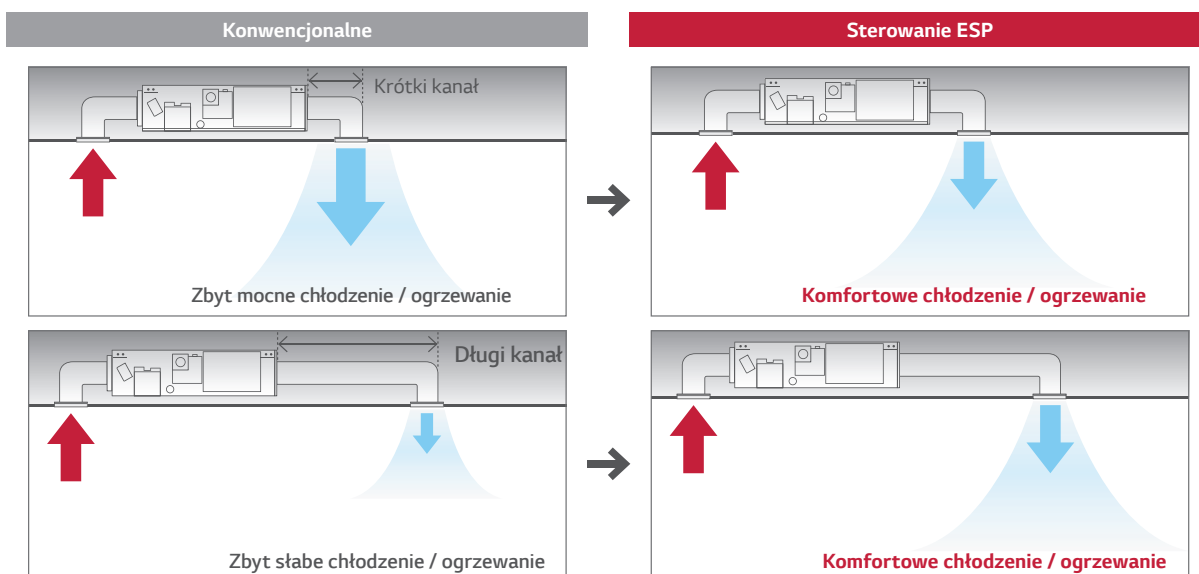 Konwencjonalne
Sterowanie ESP
Krótki kanał
Zbyt mocne chłodzenie / ogrzewanie
Komfortowe chłodzenie / ogrzewanie
Długi kanał
Zbyt słabe chłodzenie / ogrzewanie
Komfortowe chłodzenie / ogrzewanie